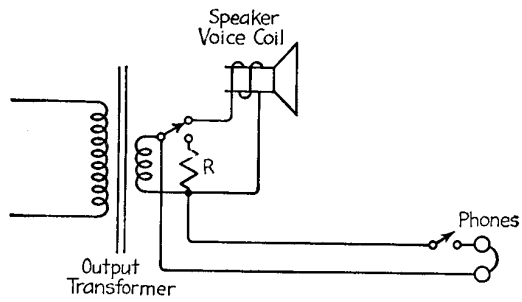 Speaker
Voice Coil
R
Phones
Output
Transformer